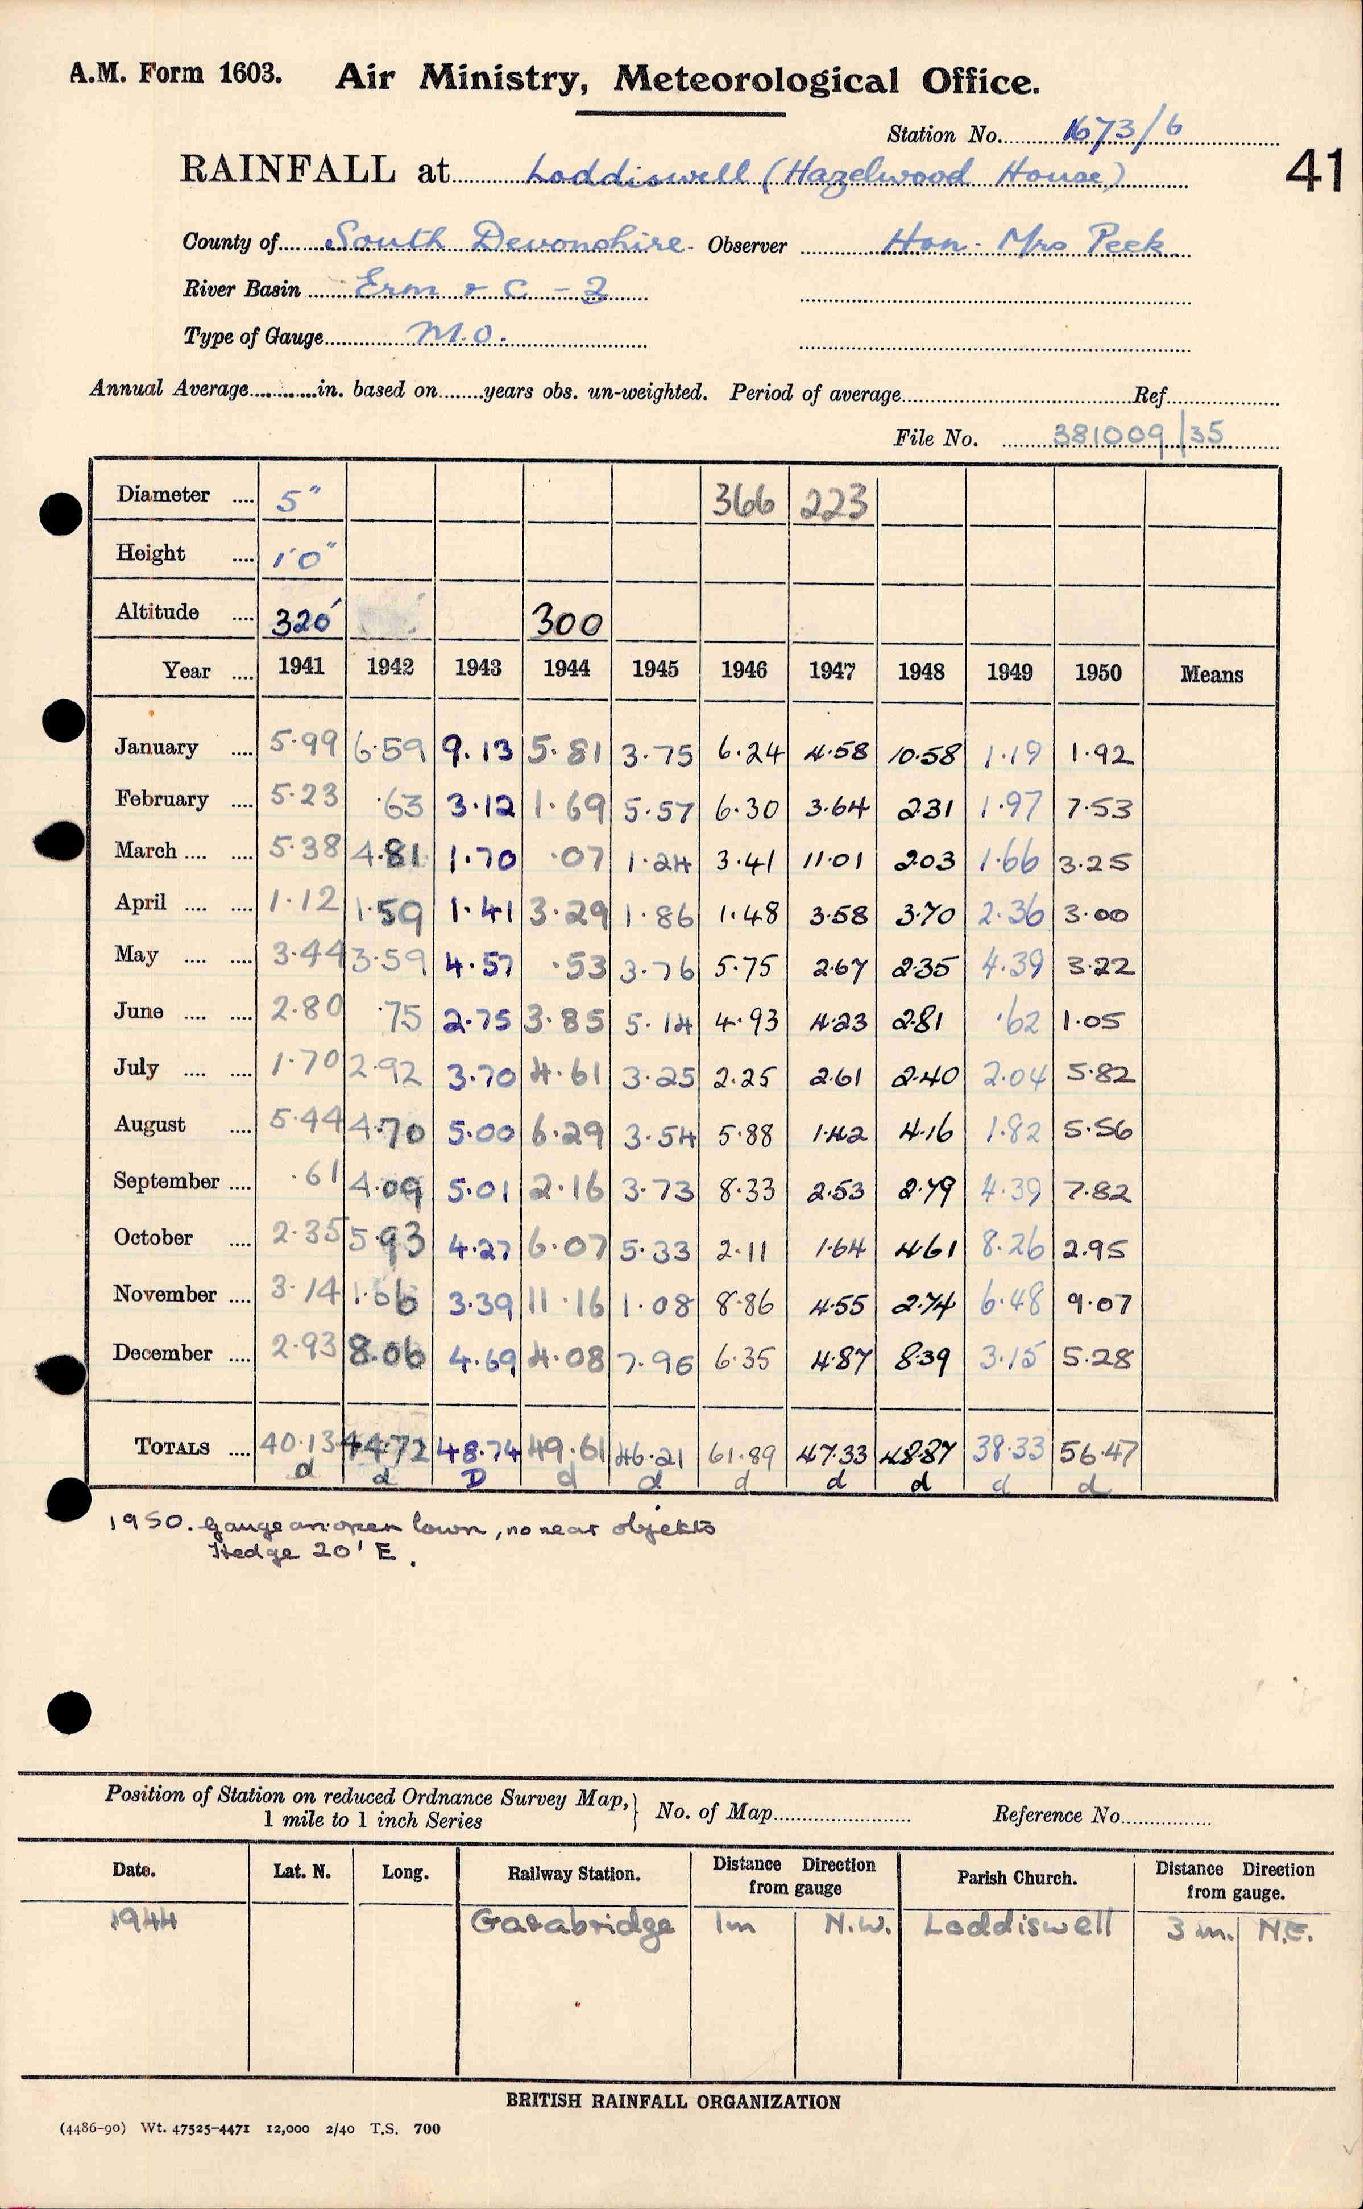 A.M. Form 1603. Air Ministry, Meteorological Office.
Station No. 1673/6
41
RAINFALL at Loddiswell (Hazelwood House)
County of South Devonshire. Observer Hon. Mrs Peek
River Basin Erm & C - 2
Type of Gauge M.O.
Annual Average in. based on years obs. un-weighted. Period of average Ref
File No. 381009/35
Diameter 5" 366 223
Height 1'0"
Altitude 320' 300
Year 1941 1942 1943 1944 1945 1946 1947 1948 1949 1950 Means
January 5.99 6.59 9.13 5.81 3.75 6.24 4.58 10.58 1.19 1.92
February 5.23 .63 3.12 1.69 5.57 6.30 3.64 2.31 1.97 7.53
March 5.38 4.81 1.70 .07 1.24 3.41 11.01 2.03 1.66 3.25
April 1.12 1.59 1.41 3.29 1.86 1.48 3.58 3.70 2.36 3.00
May 3.44 3.59 4.57 .53 3.76 5.75 2.67 2.35 4.39 3.22
June 2.80 .75 2.75 3.85 5.14 4.93 4.23 2.81 .62 1.05
July 1.70 2.92 3.70 4.61 3.25 2.25 2.61 2.40 2.04 5.82
August 5.44 4.70 5.00 6.29 3.54 5.88 1.42 4.16 1.82 5.56
September .61 4.09 5.01 2.16 3.73 8.33 2.53 2.79 4.39 7.82
October 2.35 5.93 4.27 6.07 5.33 2.11 1.64 4.61 8.26 2.95
November 3.14 1.06 3.39 11.16 1.08 8.86 4.55 2.74 6.48 9.07
December 2.93 8.06 4.69 4.08 7.96 6.35 4.87 8.39 3.15 5.28
TOTALS 40.13 44.72 48.74 49.61 46.21 61.89 47.33 48.87 38.33 56.47
d d D d d d d d d d
1950. Gauge on open lawn, no near objects
Hedge 20' E.
Position of Station on reduced Ordnance Survey Map, No. of Map Reference No.
1 mile to 1 inch Series
Date. Lat. N. Long. Railway Station. Distance Direction from gauge Parish Church. Distance Direction from gauge.
1944 Garabridge 1m N.W. Loddiswell 3 m. N.E.
BRITISH RAINFALL ORGANIZATION
(4486-90) Wt. 47525-4471 12,000 2/40 T.S. 700